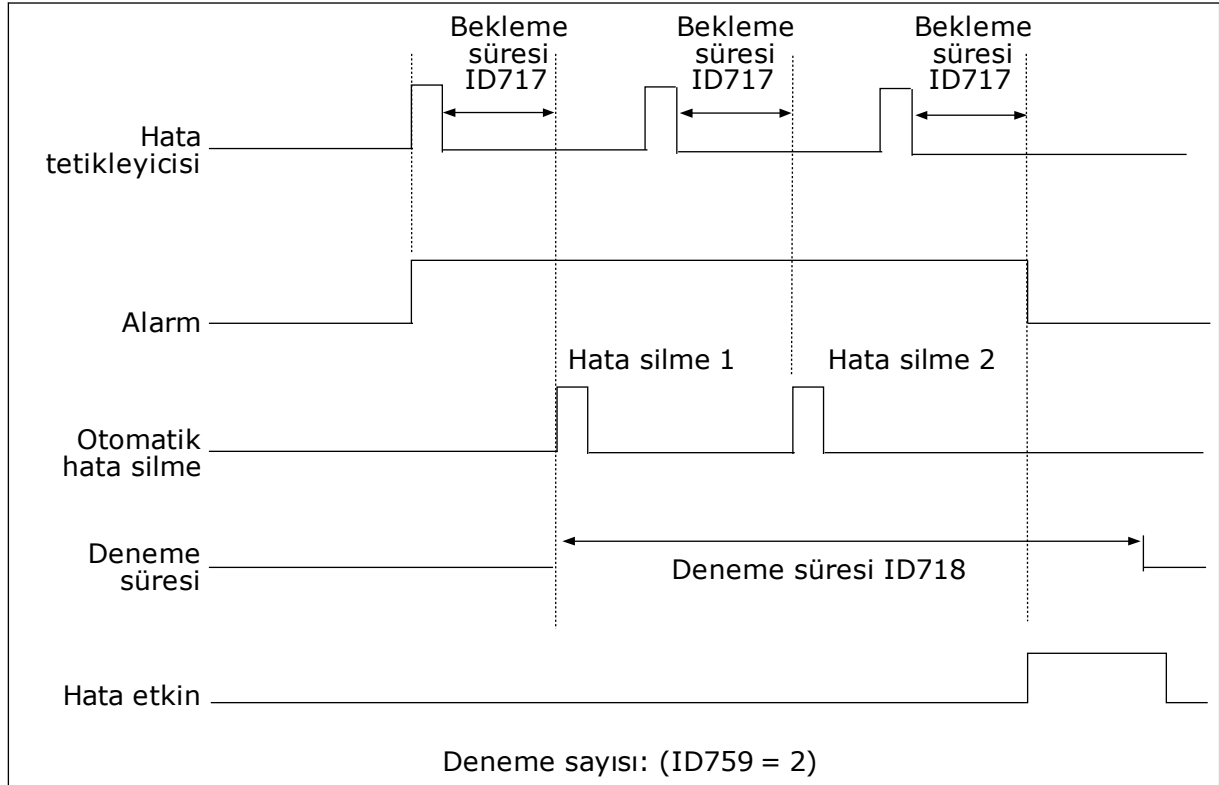 Bekleme
süresi
ID717
Bekleme
süresi
ID717
Bekleme
süresi
ID717
Hata
tetikleyicisi
Alarm
Hata silme 1
Hata silme 2
Otomatik
hata silme
Deneme
süresi
Deneme süresi ID718
Hata etkin
Deneme sayısı: (ID759 = 2)